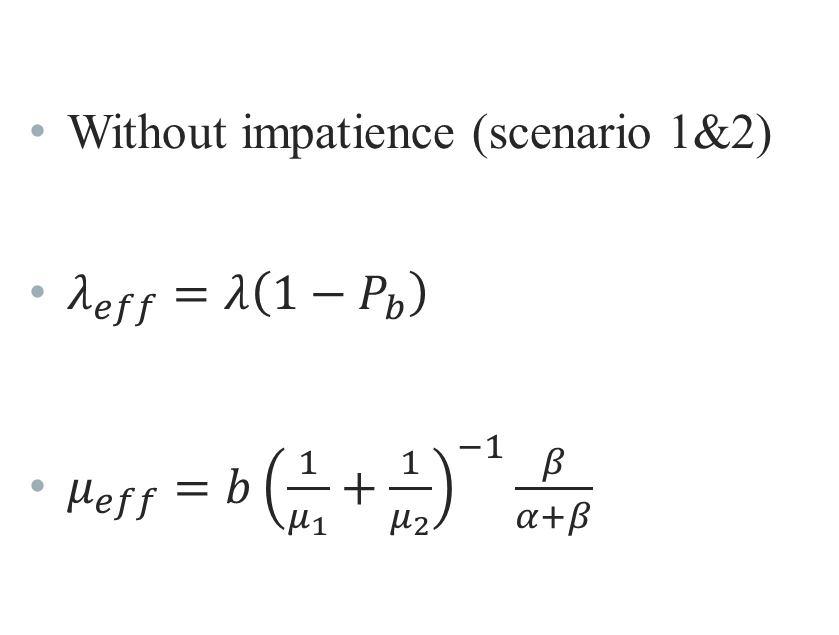 • Without impatience (scenario 1&2)
• λ_eff = λ(1 − P_b)
• μ_eff = b (1/μ_1 + 1/μ_2)^−1 β/(α+β)